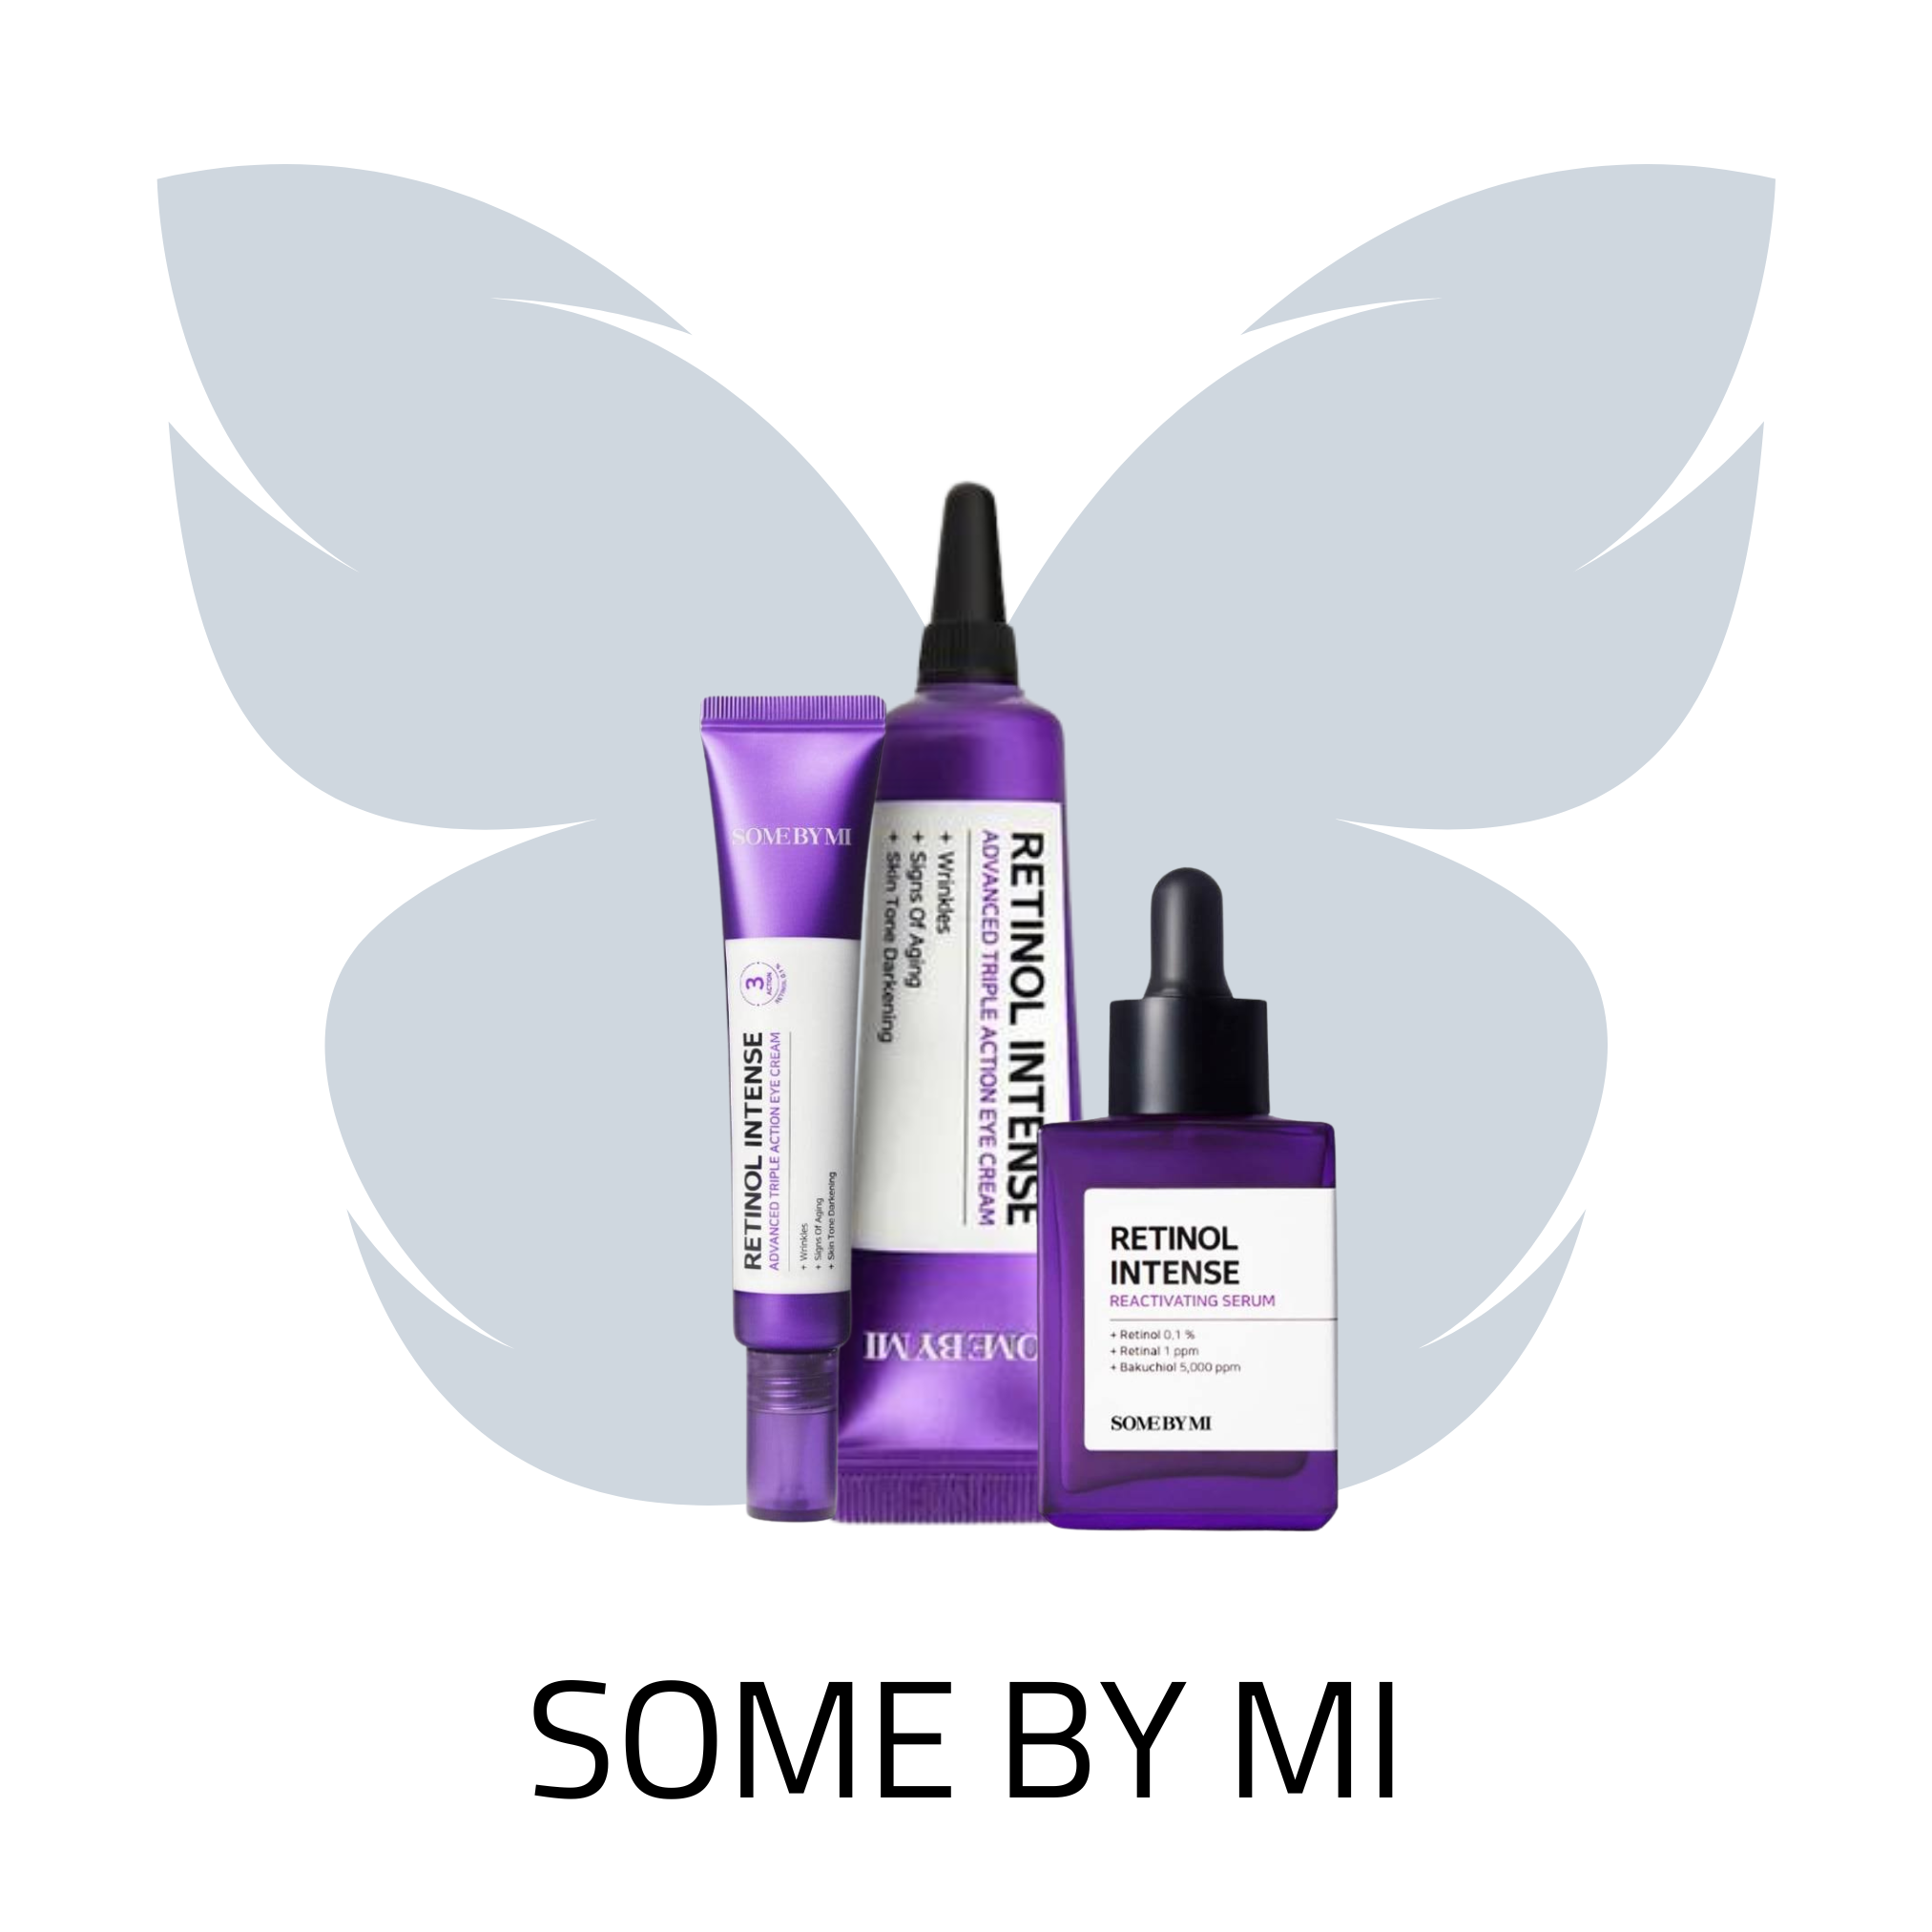 SOMEBYMI
3
ACTION
RETINOL INTENSE
ADVANCED TRIPLE ACTION EYE CREAM
+ Wrinkles
+ Signs Of Aging
+ Skin Tone Darkening
RETINOL INTENSE
ADVANCED TRIPLE ACTION EYE CREAM
+ Wrinkles
+ Signs Of Aging
+ Skin Tone Darkening
OMEBYMI
RETINOL
INTENSE
REACTIVATING SERUM
+ Retinol 0.1 %
+ Retinal 1 ppm
+ Bakuchiol 5,000 ppm
SOMEBYMI
SOME BY MI